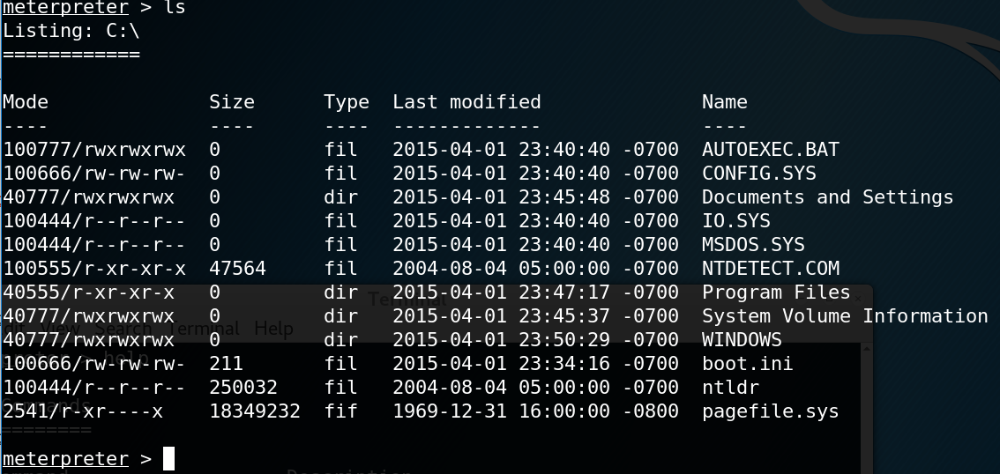 meterpreter > ls
Listing: C:\
============
Mode Size Type Last modified Name
---- ---- ---- ------------- ----
100777/rwxrwxrwx 0 fil 2015-04-01 23:40:40 -0700 AUTOEXEC.BAT
100666/rw-rw-rw- 0 fil 2015-04-01 23:40:40 -0700 CONFIG.SYS
40777/rwxrwxrwx 0 dir 2015-04-01 23:45:48 -0700 Documents and Settings
100444/r--r--r-- 0 fil 2015-04-01 23:40:40 -0700 IO.SYS
100444/r--r--r-- 0 fil 2015-04-01 23:40:40 -0700 MSDOS.SYS
100555/r-xr-xr-x 47564 fil 2004-08-04 05:00:00 -0700 NTDETECT.COM
40555/r-xr-xr-x 0 dir 2015-04-01 23:47:17 -0700 Program Files
Terminal
40777/rwxrwxrwx 0 dir 2015-04-01 23:45:37 -0700 System Volume Information
View Search Terminal Help
40777/rwxrwxrwx 0 dir 2015-04-01 23:50:29 -0700 WINDOWS
100666/rw-rw-rw- 211 fil 2015-04-01 23:34:16 -0700 boot.ini
> help
100444/r--r--r-- 250032 fil 2004-08-04 05:00:00 -0700 ntldr
2541/r-xr----x 18349232 fif 1969-12-31 16:00:00 -0800 pagefile.sys
Commands
========
meterpreter >